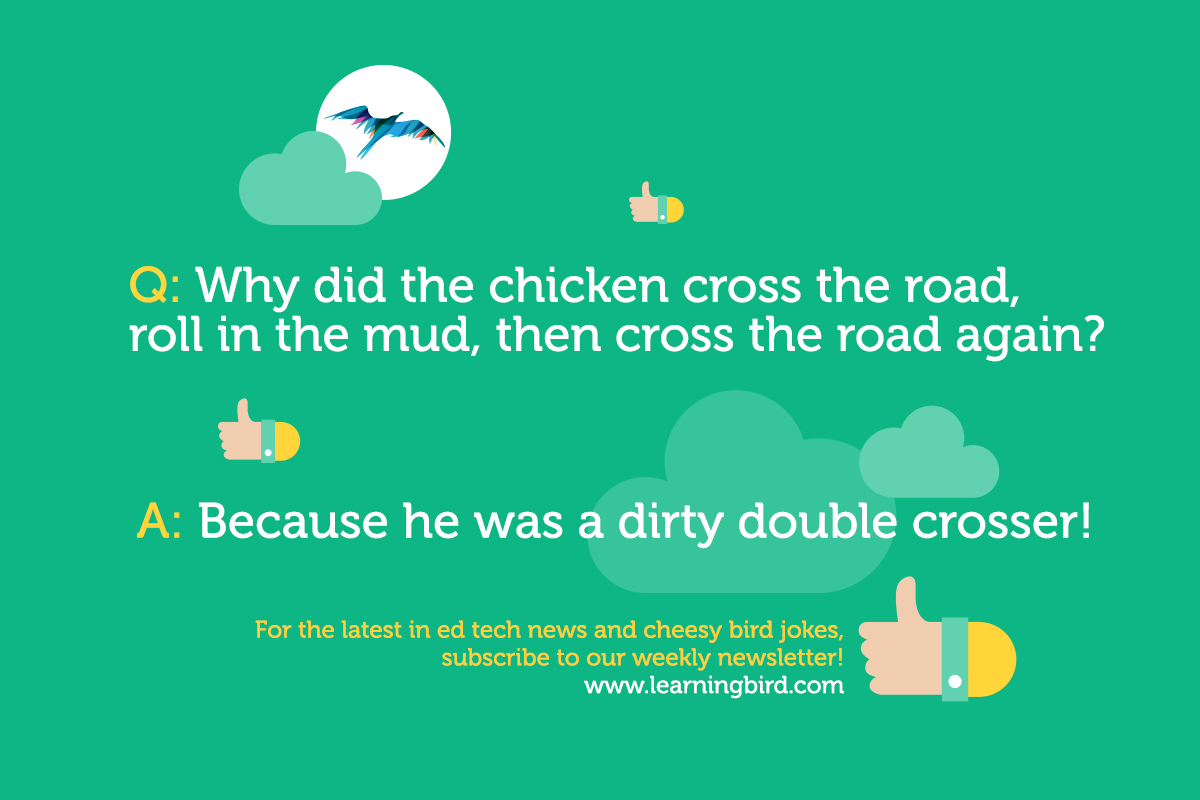 Q: Why did the chicken cross the road,
roll in the mud, then cross the road again?
A: Because he was a dirty double crosser!
For the latest in ed tech news and cheesy bird jokes,
subscribe to our weekly newsletter!
www.learningbird.com